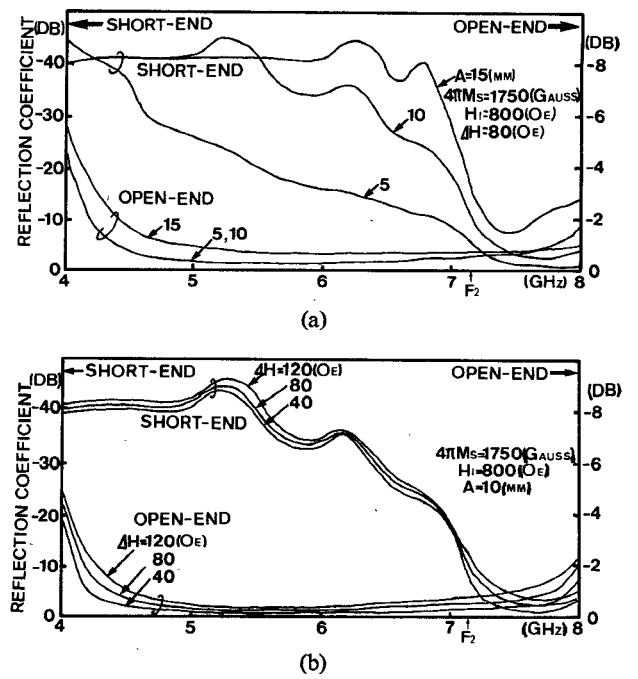 (DB) SHORT-END OPEN-END (DB)
-40 SHORT-END -8
A=15(MM)
4πMs=1750(GAUSS)
HI=800(OE)
ΔH=80(OE)
REFLECTION COEFFICIENT
-30 10 -6
-20 5 -4
OPEN-END
-10 15 5,10 -2
0 0
4 5 6 7 F2 (GHz) 8
(a)
(DB) SHORT-END OPEN-END (DB)
ΔH=120(OE)
80
40
-40 SHORT-END -8
4πMs=1750(GAUSS)
HI=800(OE)
A=10(MM)
REFLECTION COEFFICIENT
-30 -6
-20 -4
OPEN-END
ΔH=120(OE)
-10 80 -2
40
0 0
4 5 6 7 F2 (GHz) 8
(b)